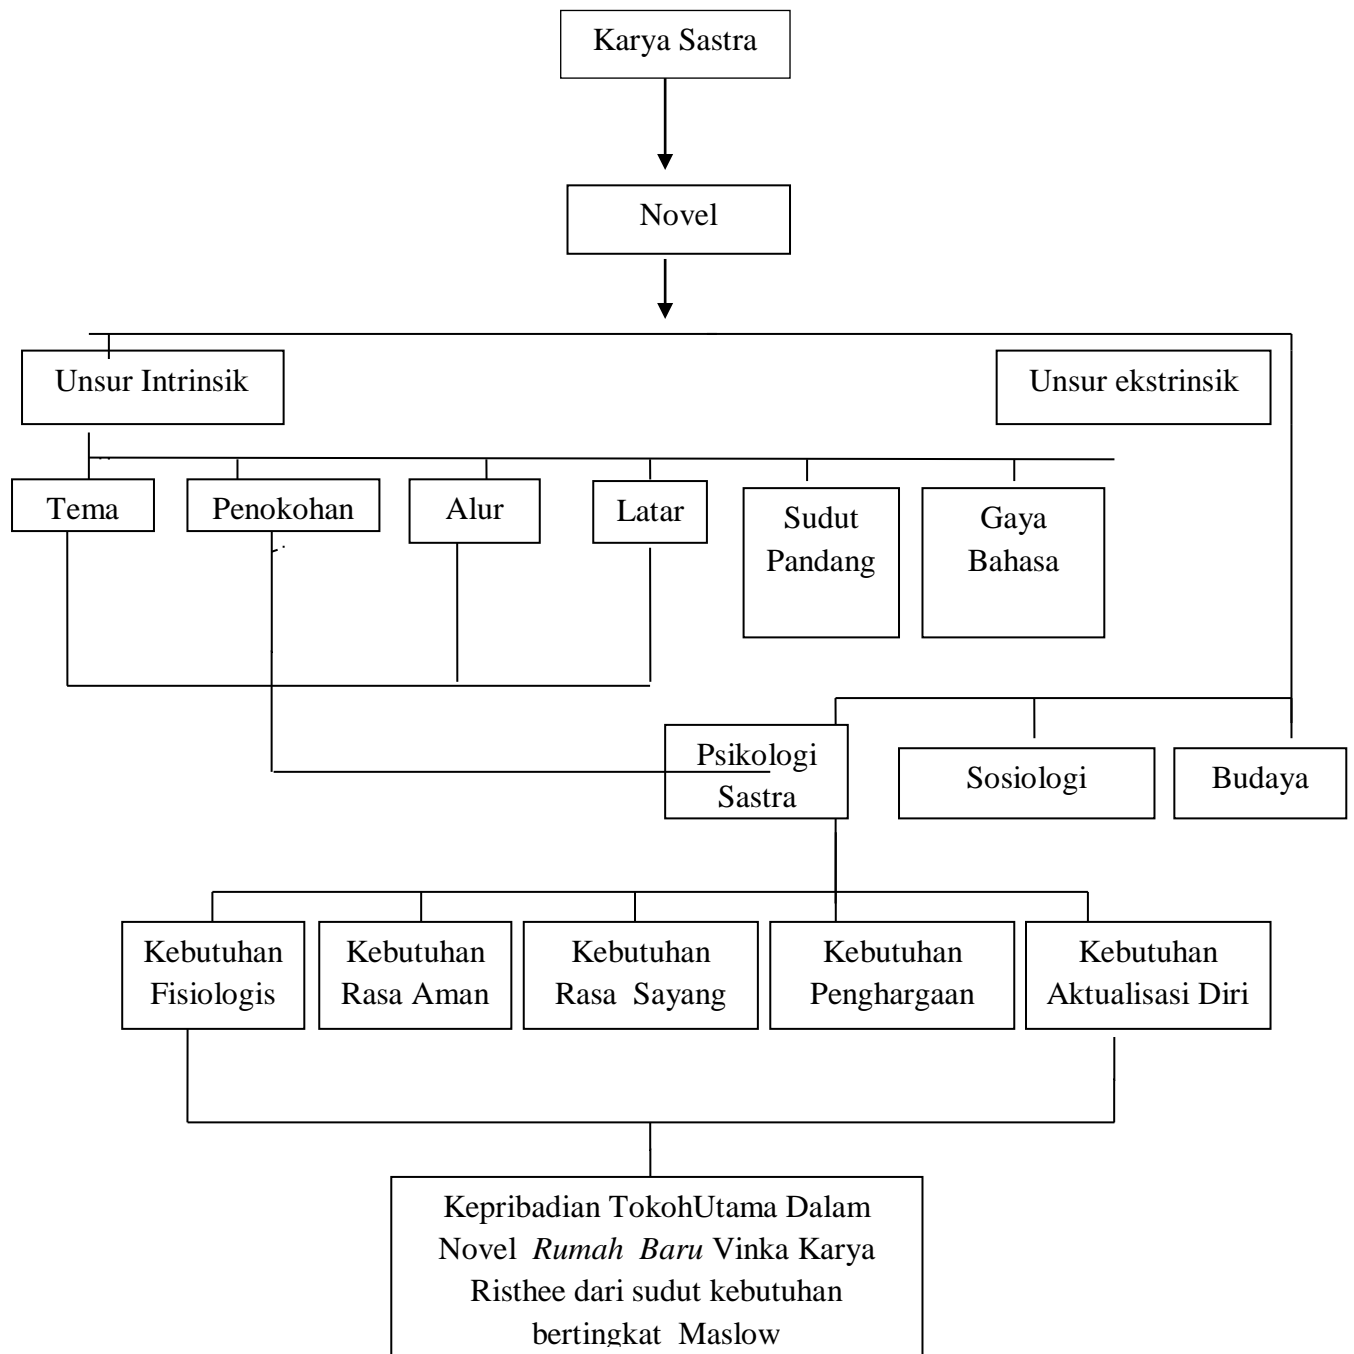 Karya Sastra
Novel
Unsur Intrinsik
Unsur ekstrinsik
Tema
Penokohan
Alur
Latar
Sudut
Pandang
Gaya
Bahasa
Psikologi
Sastra
Sosiologi
Budaya
Kebutuhan
Fisiologis
Kebutuhan
Rasa Aman
Kebutuhan
Rasa  Sayang
Kebutuhan
Penghargaan
Kebutuhan
Aktualisasi Diri
Kepribadian TokohUtama Dalam
Novel  Rumah  Baru Vinka Karya
Risthee dari sudut kebutuhan
bertingkat  Maslow